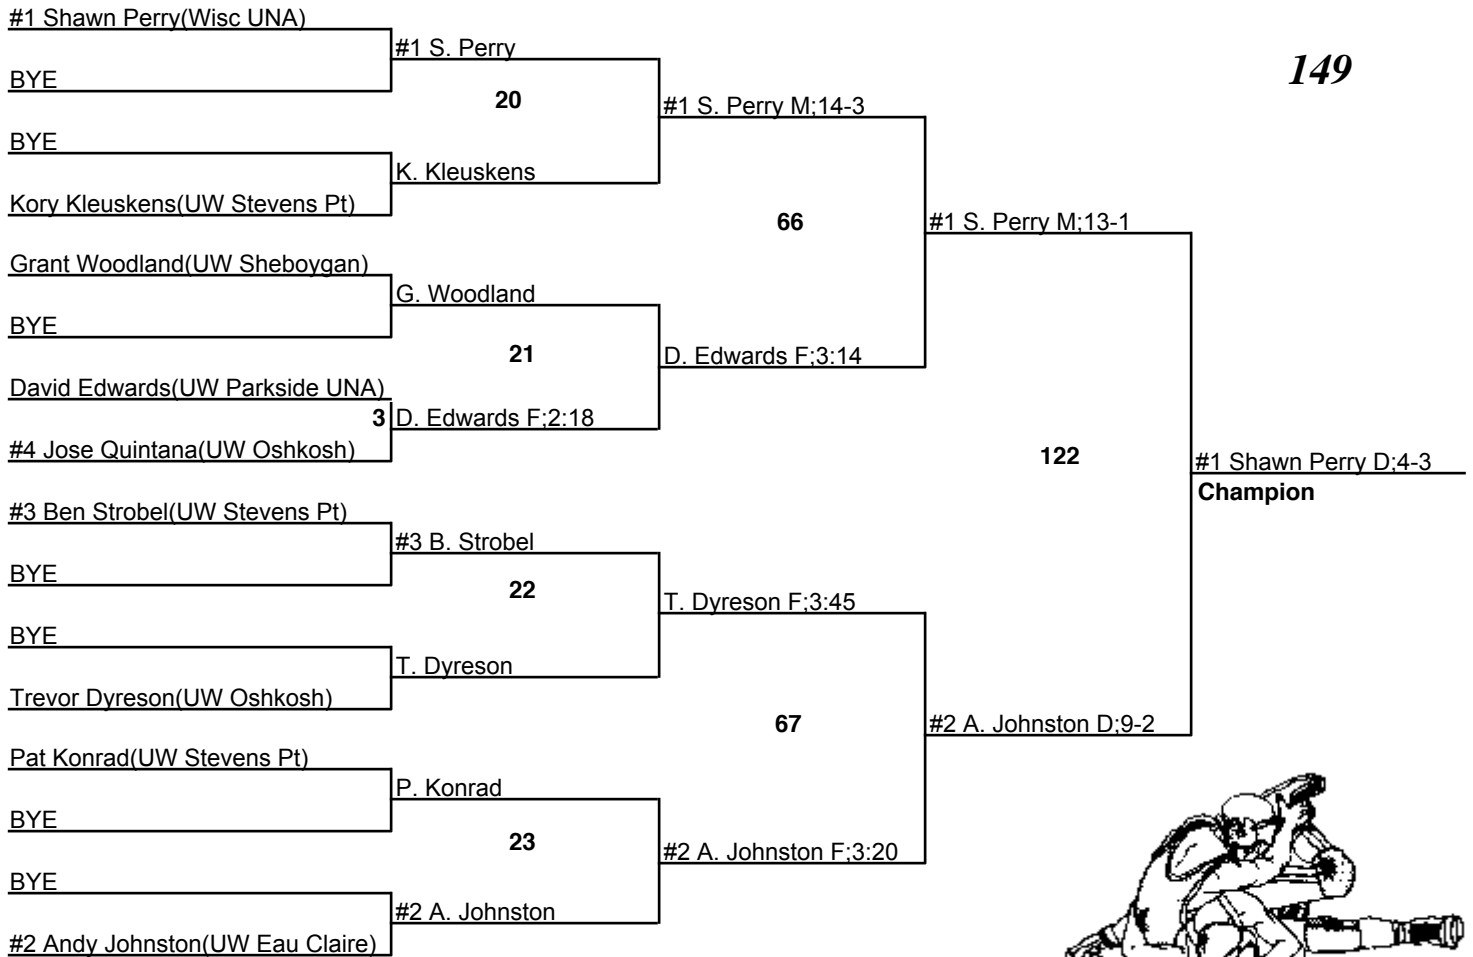 #1 Shawn Perry(Wisc UNA)
#1 S. Perry
149
BYE
20
#1 S. Perry M;14-3
BYE
K. Kleuskens
Kory Kleuskens(UW Stevens Pt)
66
#1 S. Perry M;13-1
Grant Woodland(UW Sheboygan)
G. Woodland
BYE
21
D. Edwards F;3:14
David Edwards(UW Parkside UNA)
3
D. Edwards F;2:18
#4 Jose Quintana(UW Oshkosh)
122
#1 Shawn Perry D;4-3
Champion
#3 Ben Strobel(UW Stevens Pt)
#3 B. Strobel
BYE
22
T. Dyreson F;3:45
BYE
T. Dyreson
Trevor Dyreson(UW Oshkosh)
67
#2 A. Johnston D;9-2
Pat Konrad(UW Stevens Pt)
P. Konrad
BYE
23
#2 A. Johnston F;3:20
BYE
#2 A. Johnston
#2 Andy Johnston(UW Eau Claire)